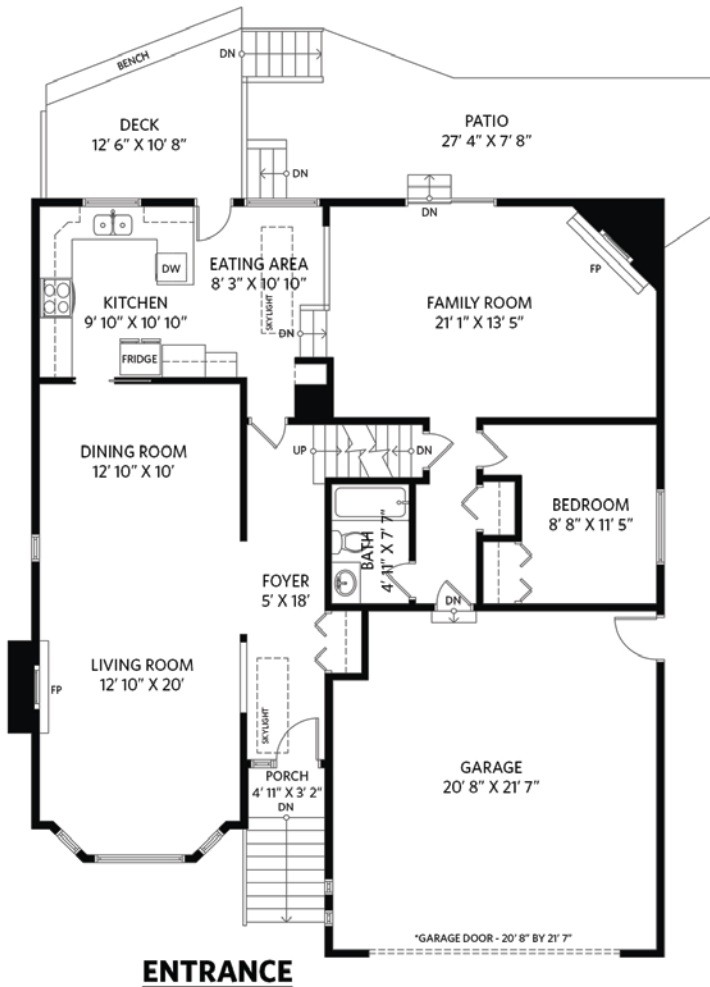 BENCH
DN
DECK
12' 6" X 10' 8"
PATIO
27' 4" X 7' 8"
DN
DN
DW
EATING AREA
8' 3" X 10' 10"
SKYLIGHT
FP
KITCHEN
9' 10" X 10' 10"
FAMILY ROOM
21' 1" X 13' 5"
DN
FRIDGE
DINING ROOM
12' 10" X 10'
UP
DN
BEDROOM
8' 8" X 11' 5"
BATH
4' 11" X 7' 7"
FOYER
5' X 18'
DN
LIVING ROOM
12' 10" X 20'
FP
SKYLIGHT
PORCH
4' 11" X 3' 2"
DN
GARAGE
20' 8" X 21' 7"
*GARAGE DOOR - 20' 8" BY 21' 7"
ENTRANCE